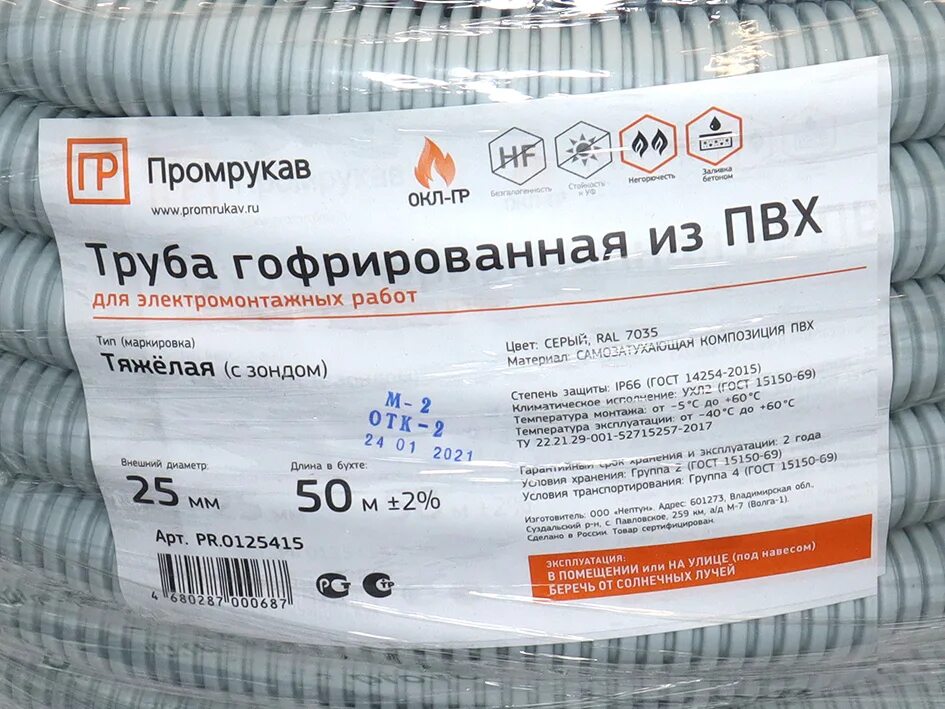 ПР Промрукав
www.promrukav.ru
ОКЛ-ГР
HF
Безгалогенность
Стойкость к УФ
Негорючесть
Заливка бетоном
Труба гофрированная из ПВХ
для электромонтажных работ
Тип (маркировка)
Тяжёлая (с зондом)
Цвет: СЕРЫЙ, RAL 7035
Материал: САМОЗАТУХАЮЩАЯ КОМПОЗИЦИЯ ПВХ
Степень защиты: IP66 (ГОСТ 14254-2015)
Климатическое исполнение: УХЛ2 (ГОСТ 15150-69)
Температура монтажа: от −5°C до +60°C
Температура эксплуатации: от −40°C до +60°C
ТУ 22.21.29-001-52715257-2017
М-2
ОТК-2
24 01 2021
Внешний диаметр:
25 мм
Длина в бухте:
50 м ±2%
Гарантийный срок хранения и эксплуатации: 2 года
Условия хранения: Группа 2 (ГОСТ 15150-69)
Условия транспортирования: Группа 4 (ГОСТ 15150-69)
Изготовитель: ООО «Нептун». Адрес: 601273, Владимирская обл.,
Суздальский р-н, с. Павловское, 259 км, а/д М-7 (Волга-1).
Сделано в России. Товар сертифицирован.
Арт. PR.0125415
4 680287 000687
РСТ
СТР
ЭКСПЛУАТАЦИЯ:
В ПОМЕЩЕНИИ или НА УЛИЦЕ (под навесом)
БЕРЕЧЬ ОТ СОЛНЕЧНЫХ ЛУЧЕЙ